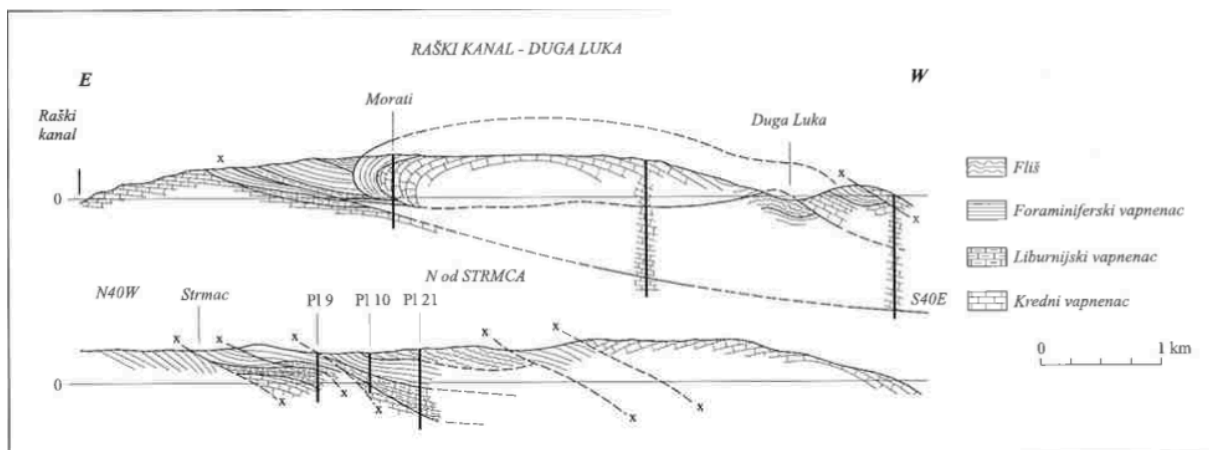 RAŠKI KANAL - DUGA LUKA
E
W
Raški
kanal
Morati
Duga Luka
x
x
x
0
0
Fliš
Foraminiferski vapnenac
Liburnijski vapnenac
Kredni vapnenac
N od STRMCA
N40W
Strmac
Pl 9
Pl 10
Pl 21
S40E
x
x
x
x
x
x
x
x
x
x
0
0
1 km